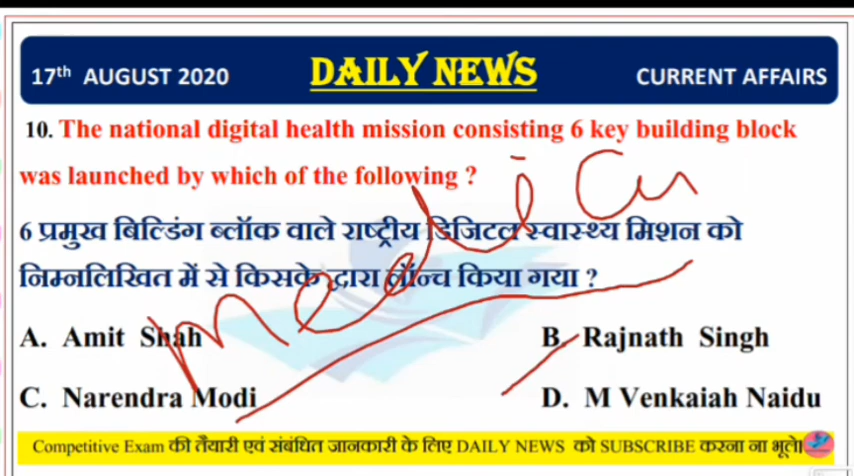 17th AUGUST 2020 DAILY NEWS CURRENT AFFAIRS
10. The national digital health mission consisting 6 key building block
was launched by which of the following ?
6 प्रमुख बिल्डिंग ब्लॉक वाले राष्ट्रीय डिजिटल स्वास्थ्य मिशन को
निम्नलिखित में से किसके द्वारा लॉन्च किया गया ?
A. Amit Shah B. Rajnath Singh
C. Narendra Modi D. M Venkaiah Naidu
Competitive Exam की तैयारी एवं संबंधित जानकारी के लिए DAILY NEWS को SUBSCRIBE करना ना भूले।